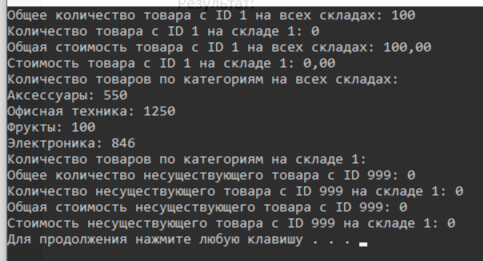 Результат:
Общее количество товара с ID 1 на всех складах: 100
Количество товара с ID 1 на складе 1: 0
Общая стоимость товара с ID 1 на всех складах: 100,00
Стоимость товара с ID 1 на складе 1: 0,00
Количество товаров по категориям на всех складах:
Аксессуары: 550
Офисная техника: 1250
Фрукты: 100
Электроника: 846
Количество товаров по категориям на складе 1:
Общее количество несуществующего товара с ID 999: 0
Количество несуществующего товара с ID 999 на складе 1: 0
Общая стоимость несуществующего товара с ID 999: 0
Стоимость несуществующего товара с ID 999 на складе 1: 0
Для продолжения нажмите любую клавишу . . .